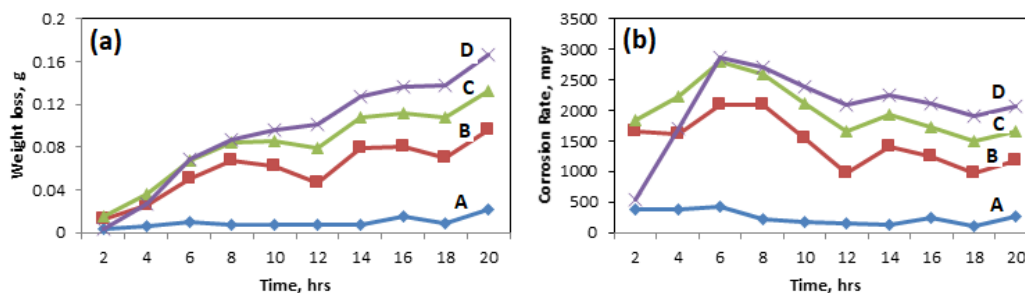 (a)
Weight loss, g
0.2
0.16
0.12
0.08
0.04
0
D
C
B
A
2 4 6 8 10 12 14 16 18 20
Time, hrs
(b)
Corrosion Rate, mpy
3500
3000
2500
2000
1500
1000
500
0
D
C
B
A
2 4 6 8 10 12 14 16 18 20
Time, hrs